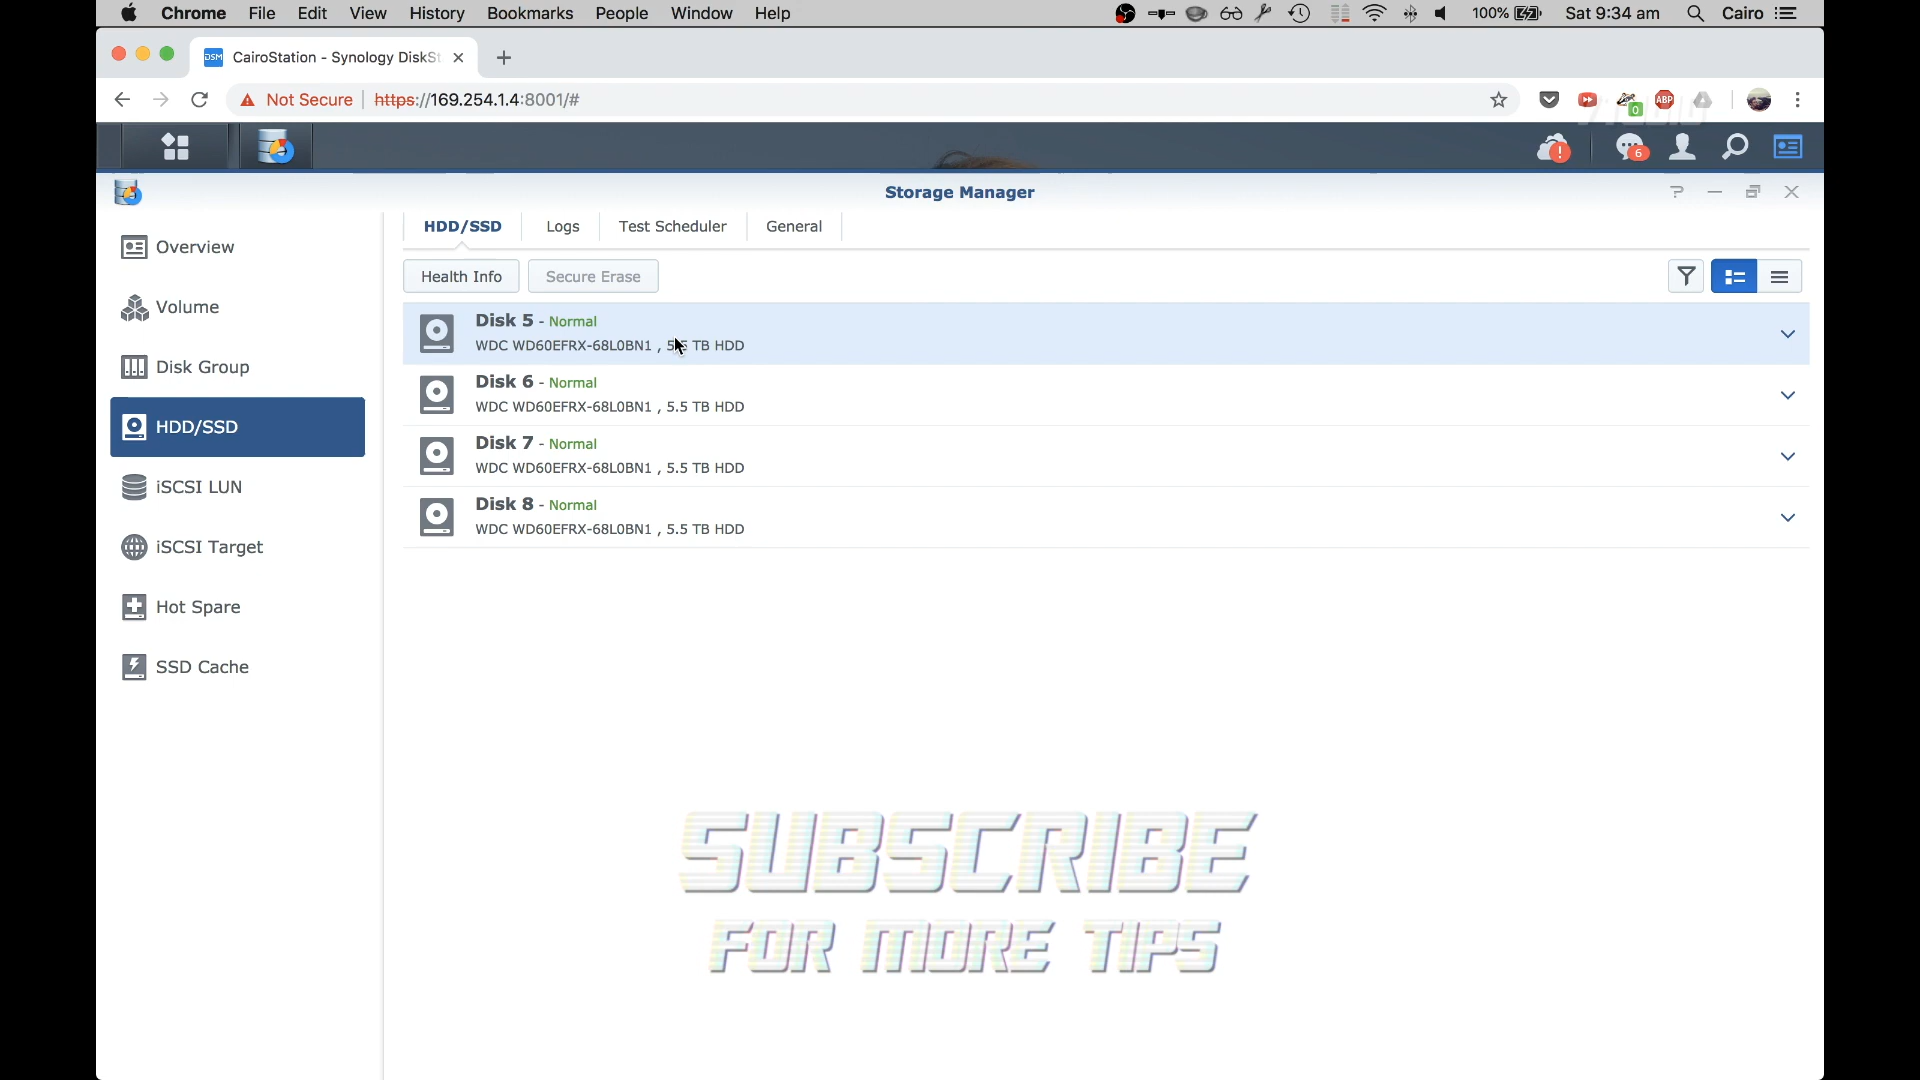 Chrome File Edit View History Bookmarks People Window Help 100% Sat 9:34 am Cairo
DSM CairoStation - Synology DiskSt
Not Secure https://169.254.1.4:8001/#
0
ABP
!
6
Storage Manager
Overview
Volume
Disk Group
HDD/SSD
iSCSI LUN
iSCSI Target
Hot Spare
SSD Cache
HDD/SSD Logs Test Scheduler General
Health Info Secure Erase
Disk 5 - Normal
WDC WD60EFRX-68L0BN1 , 5.5 TB HDD
Disk 6 - Normal
WDC WD60EFRX-68L0BN1 , 5.5 TB HDD
Disk 7 - Normal
WDC WD60EFRX-68L0BN1 , 5.5 TB HDD
Disk 8 - Normal
WDC WD60EFRX-68L0BN1 , 5.5 TB HDD
SUBSCRIBE
FOR MORE TIPS